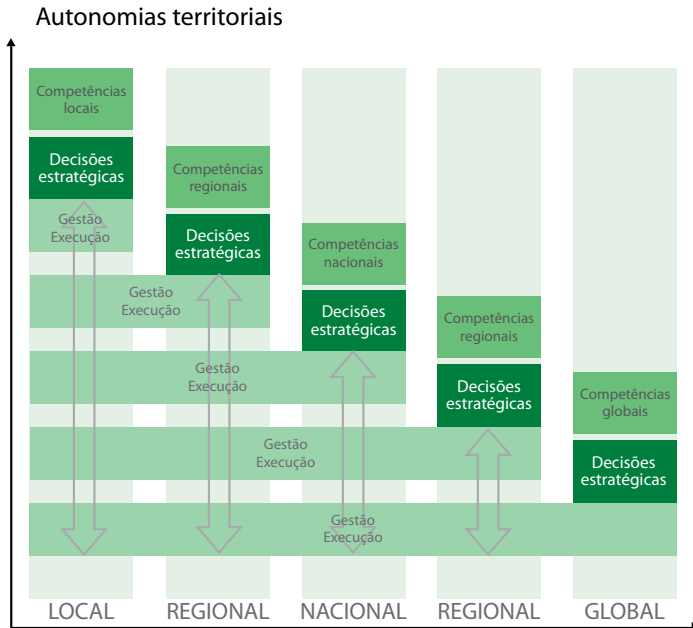 Autonomias territoriais
Competências
locais
Decisões
estratégicas
Gestão
Execução
Competências
regionais
Decisões
estratégicas
Gestão
Execução
Competências
nacionais
Decisões
estratégicas
Gestão
Execução
Competências
regionais
Decisões
estratégicas
Gestão
Execução
Competências
globais
Decisões
estratégicas
Gestão
Execução
LOCAL
REGIONAL
NACIONAL
REGIONAL
GLOBAL